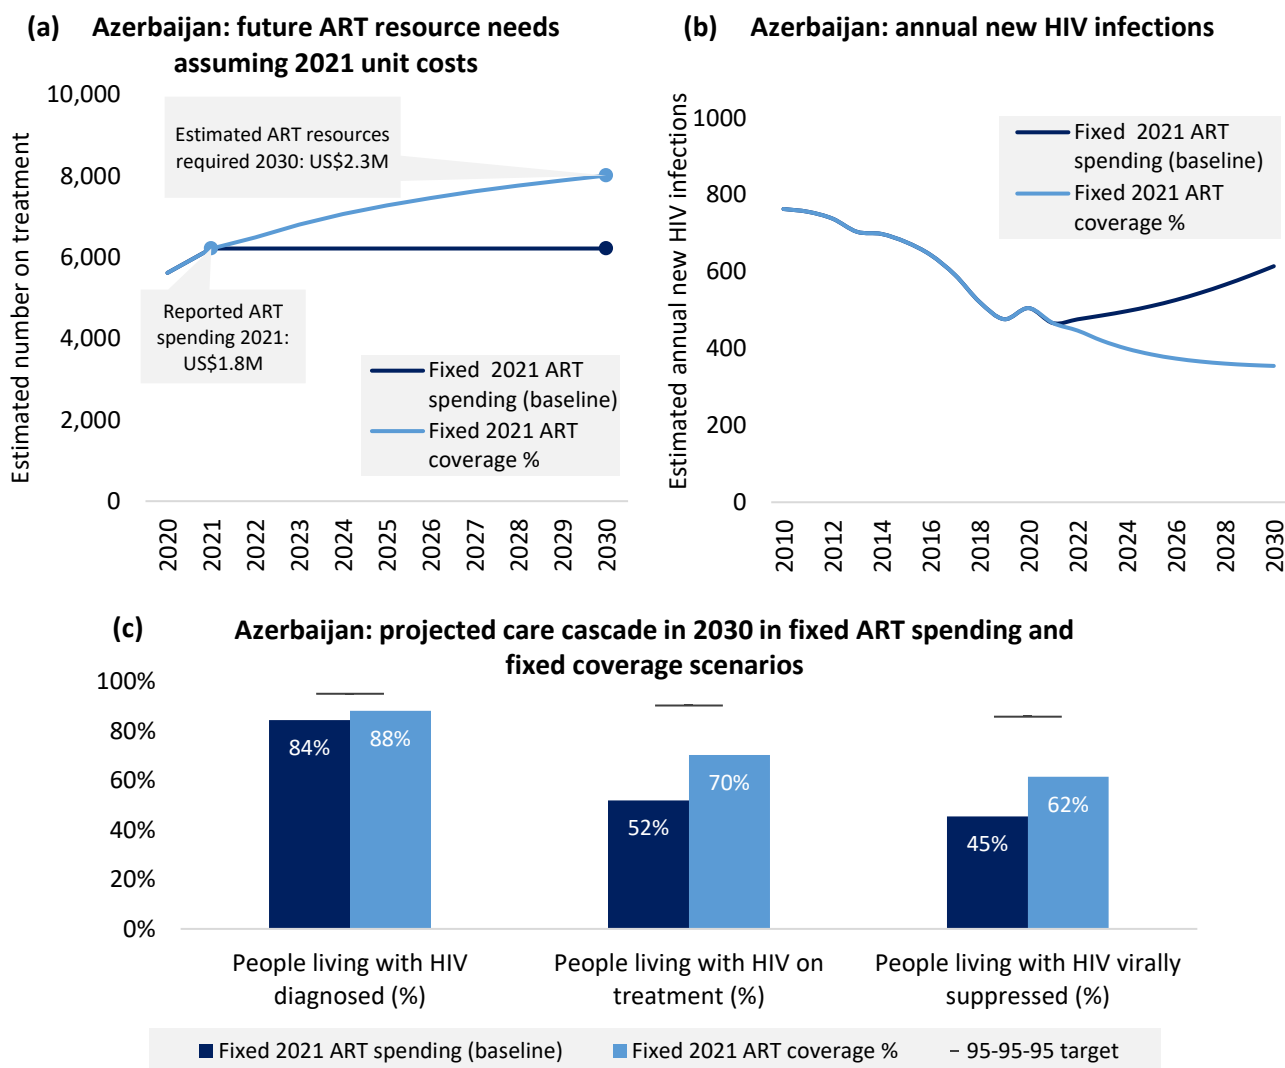 (a) Azerbaijan: future ART resource needs
assuming 2021 unit costs
Estimated number on treatment
10,000
8,000
6,000
4,000
2,000
0
Estimated ART resources
required 2030: US$2.3M
Reported ART
spending 2021:
US$1.8M
Fixed 2021 ART
spending (baseline)
Fixed 2021 ART
coverage %
2020
2021
2022
2023
2024
2025
2026
2027
2028
2029
2030
(b) Azerbaijan: annual new HIV infections
Estimated annual new HIV infections
1000
800
600
400
200
0
Fixed 2021 ART
spending (baseline)
Fixed 2021 ART
coverage %
2010
2012
2014
2016
2018
2020
2022
2024
2026
2028
2030
(c) Azerbaijan: projected care cascade in 2030 in fixed ART spending and
fixed coverage scenarios
100%
80%
60%
40%
20%
0%
84%
88%
52%
70%
45%
62%
People living with HIV
diagnosed (%)
People living with HIV on
treatment (%)
People living with HIV virally
suppressed (%)
Fixed 2021 ART spending (baseline)
Fixed 2021 ART coverage %
95-95-95 target